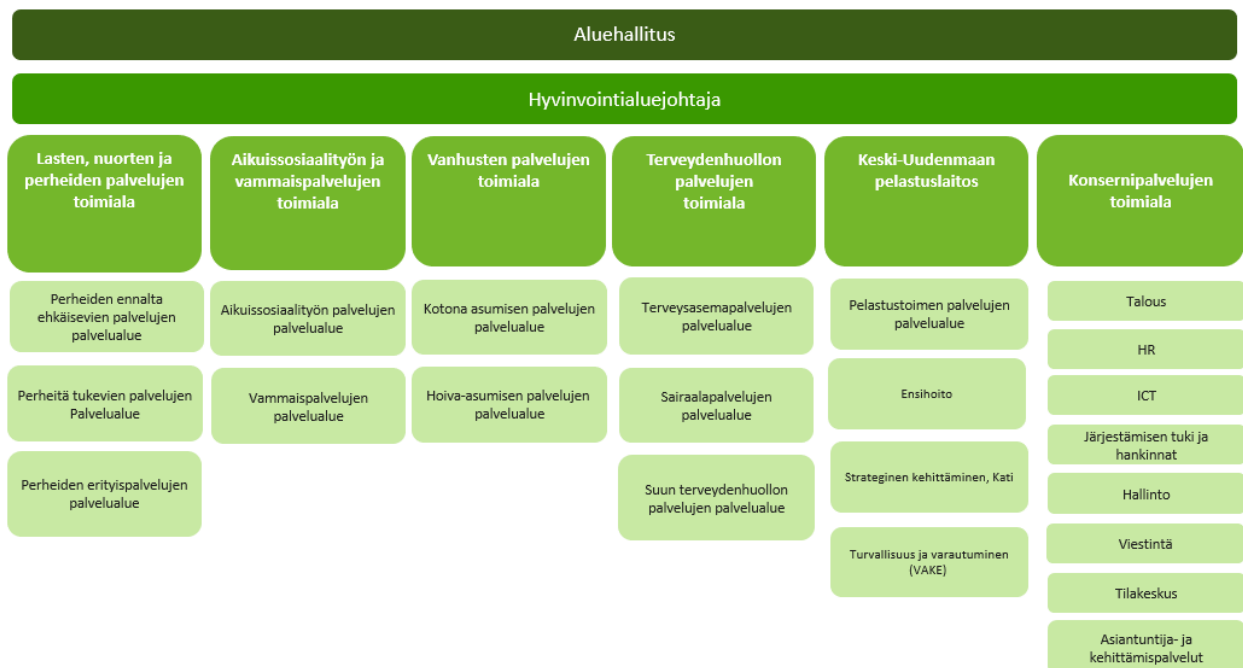 Aluehallitus
Hyvinvointialuejohtaja
Lasten, nuorten ja
perheiden palvelujen
toimiala
Perheiden ennalta
ehkäisevien palvelujen
palvelualue
Perheitä tukevien palvelujen
Palvelualue
Perheiden erityispalvelujen
palvelualue
Aikuissosiaalityön ja
vammaispalvelujen
toimiala
Aikuissosiaalityön palvelujen
palvelualue
Vammaispalvelujen
palvelualue
Vanhusten palvelujen
toimiala
Kotona asumisen palvelujen
palvelualue
Hoiva-asumisen palvelujen
palvelualue
Terveydenhuollon
palvelujen
toimiala
Terveysasemapalvelujen
palvelualue
Sairaalapalvelujen
palvelualue
Suun terveydenhuollon
palvelujen palvelualue
Keski-Uudenmaan
pelastuslaitos
Pelastustoimen palvelujen
palvelualue
Ensihoito
Strateginen kehittäminen, Kati
Turvallisuus ja varautuminen
(VAKE)
Konsernipalvelujen
toimiala
Talous
HR
ICT
Järjestämisen tuki ja
hankinnat
Hallinto
Viestintä
Tilakeskus
Asiantuntija- ja
kehittämispalvelut